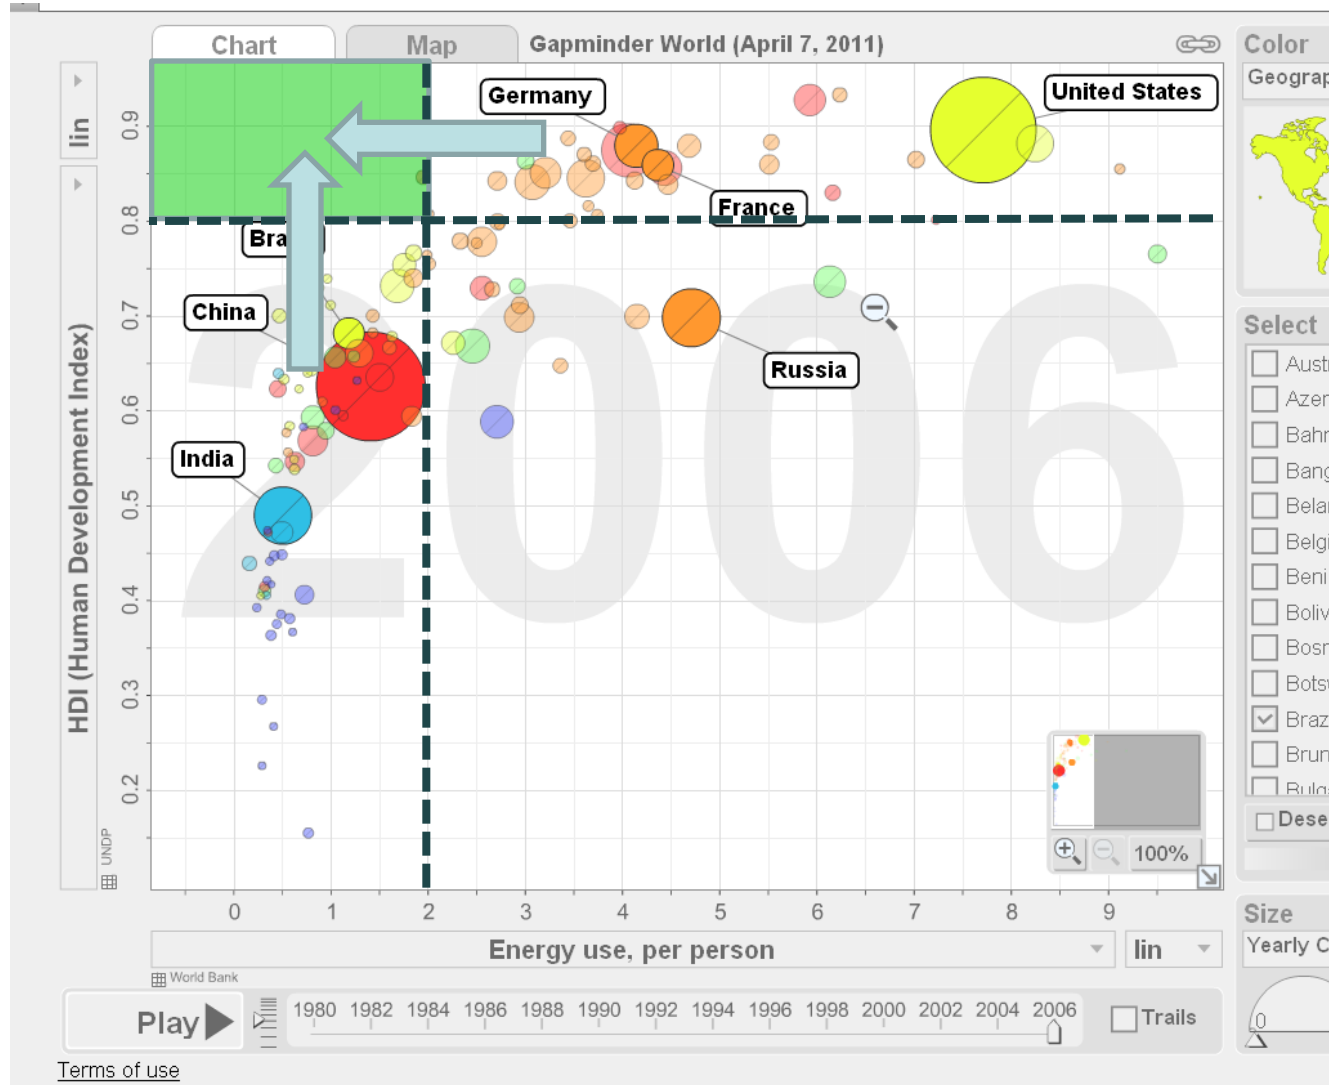 Chart
Map
Gapminder World (April 7, 2011)
Color
Geograp
lin
HDI (Human Development Index)
UNDP
0.9
0.8
0.7
0.6
0.5
0.4
0.3
0.2
2006
Germany
United States
France
Bra
China
Russia
India
Select
Aust
Azer
Bahr
Bang
Belar
Belgi
Beni
Boliv
Bosr
Bots
Braz
Brun
Bulg
Dese
100%
0 1 2 3 4 5 6 7 8 9
Energy use, per person
lin
World Bank
Size
Yearly C
0
Play
1980 1982 1984 1986 1988 1990 1992 1994 1996 1998 2000 2002 2004 2006
Trails
Terms of use